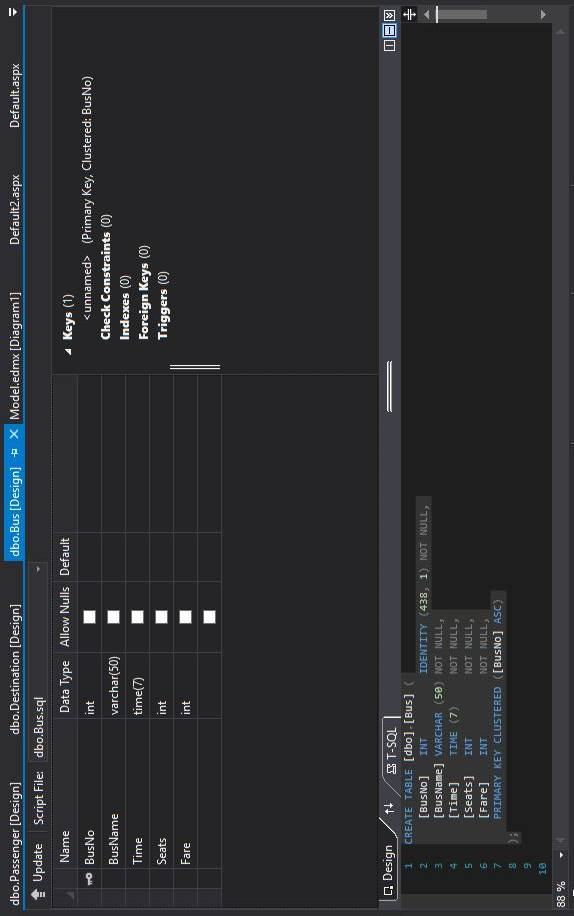 dbo.Passenger [Design] dbo.Destination [Design] dbo.Bus [Design] Model.edmx [Diagram1] Default2.aspx Default.aspx
Update Script File: dbo.Bus.sql
Name Data Type Allow Nulls Default
BusNo int
BusName varchar(50)
Time time(7)
Seats int
Fare int
Keys (1)
<unnamed> (Primary Key, Clustered: BusNo)
Check Constraints (0)
Indexes (0)
Foreign Keys (0)
Triggers (0)
Design T-SQL
1 CREATE TABLE [dbo].[Bus] (
2 [BusNo] INT IDENTITY (438, 1) NOT NULL,
3 [BusName] VARCHAR (50) NOT NULL,
4 [Time] TIME (7) NOT NULL,
5 [Seats] INT NOT NULL,
6 [Fare] INT NOT NULL,
7 PRIMARY KEY CLUSTERED ([BusNo] ASC)
8 );
9
10
88 %